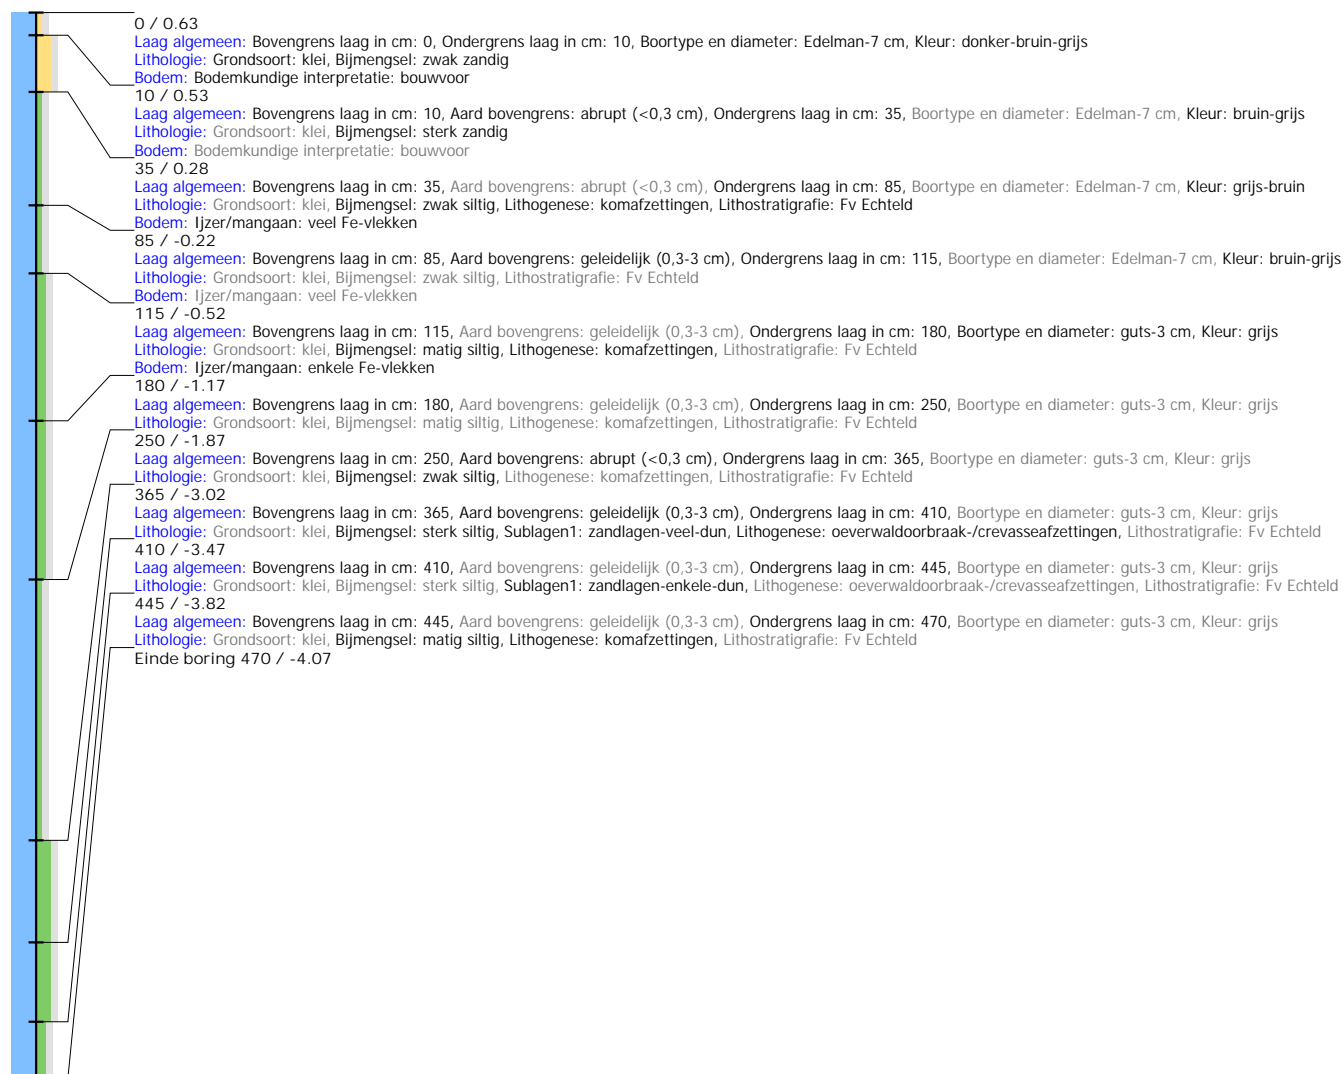 0 / 0.63
Laag algemeen: Bovengrens laag in cm: 0, Ondergrens laag in cm: 10, Boortype en diameter: Edelman-7 cm, Kleur: donker-bruin-grijs
Lithologie: Grondsoort: klei, Bijmengsel: zwak zandig
Bodem: Bodemkundige interpretatie: bouwvoor
10 / 0.53
Laag algemeen: Bovengrens laag in cm: 10, Aard bovengrens: abrupt (<0,3 cm), Ondergrens laag in cm: 35, Boortype en diameter: Edelman-7 cm, Kleur: bruin-grijs
Lithologie: Grondsoort: klei, Bijmengsel: sterk zandig
Bodem: Bodemkundige interpretatie: bouwvoor
35 / 0.28
Laag algemeen: Bovengrens laag in cm: 35, Aard bovengrens: abrupt (<0,3 cm), Ondergrens laag in cm: 85, Boortype en diameter: Edelman-7 cm, Kleur: grijs-bruin
Lithologie: Grondsoort: klei, Bijmengsel: zwak siltig, Lithogenese: komafzettingen, Lithostratigrafie: Fv Echteld
Bodem: Ijzer/mangaan: veel Fe-vlekken
85 / -0.22
Laag algemeen: Bovengrens laag in cm: 85, Aard bovengrens: geleidelijk (0,3-3 cm), Ondergrens laag in cm: 115, Boortype en diameter: Edelman-7 cm, Kleur: bruin-grijs
Lithologie: Grondsoort: klei, Bijmengsel: zwak siltig, Lithostratigrafie: Fv Echteld
Bodem: Ijzer/mangaan: veel Fe-vlekken
115 / -0.52
Laag algemeen: Bovengrens laag in cm: 115, Aard bovengrens: geleidelijk (0,3-3 cm), Ondergrens laag in cm: 180, Boortype en diameter: guts-3 cm, Kleur: grijs
Lithologie: Grondsoort: klei, Bijmengsel: matig siltig, Lithogenese: komafzettingen, Lithostratigrafie: Fv Echteld
Bodem: Ijzer/mangaan: enkele Fe-vlekken
180 / -1.17
Laag algemeen: Bovengrens laag in cm: 180, Aard bovengrens: geleidelijk (0,3-3 cm), Ondergrens laag in cm: 250, Boortype en diameter: guts-3 cm, Kleur: grijs
Lithologie: Grondsoort: klei, Bijmengsel: matig siltig, Lithogenese: komafzettingen, Lithostratigrafie: Fv Echteld
250 / -1.87
Laag algemeen: Bovengrens laag in cm: 250, Aard bovengrens: abrupt (<0,3 cm), Ondergrens laag in cm: 365, Boortype en diameter: guts-3 cm, Kleur: grijs
Lithologie: Grondsoort: klei, Bijmengsel: zwak siltig, Lithogenese: komafzettingen, Lithostratigrafie: Fv Echteld
365 / -3.02
Laag algemeen: Bovengrens laag in cm: 365, Aard bovengrens: geleidelijk (0,3-3 cm), Ondergrens laag in cm: 410, Boortype en diameter: guts-3 cm, Kleur: grijs
Lithologie: Grondsoort: klei, Bijmengsel: sterk siltig, Sublagen1: zandlagen-veel-dun, Lithogenese: oeverwaldoorbraak-/crevasseafzettingen, Lithostratigrafie: Fv Echteld
410 / -3.47
Laag algemeen: Bovengrens laag in cm: 410, Aard bovengrens: geleidelijk (0,3-3 cm), Ondergrens laag in cm: 445, Boortype en diameter: guts-3 cm, Kleur: grijs
Lithologie: Grondsoort: klei, Bijmengsel: sterk siltig, Sublagen1: zandlagen-enkele-dun, Lithogenese: oeverwaldoorbraak-/crevasseafzettingen, Lithostratigrafie: Fv Echteld
445 / -3.82
Laag algemeen: Bovengrens laag in cm: 445, Aard bovengrens: geleidelijk (0,3-3 cm), Ondergrens laag in cm: 470, Boortype en diameter: guts-3 cm, Kleur: grijs
Lithologie: Grondsoort: klei, Bijmengsel: matig siltig, Lithogenese: komafzettingen, Lithostratigrafie: Fv Echteld
Einde boring 470 / -4.07